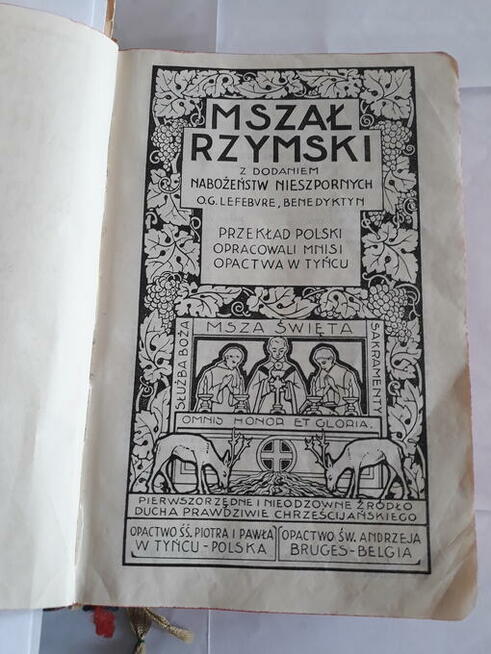 MSZAŁ
RZYMSKI
Z DODANIEM
NABOŻEŃSTW NIESZPORNYCH
O.G. LEFEBVRE, BENEDYKTYN
PRZEKŁAD POLSKI
OPRACOWALI MNISI
OPACTWA W TYŃCU
MSZA ŚWIĘTA
SŁUŻBA BOŻA
SAKRAMENTY
OMNIS HONOR ET GLORIA.
PIERWSZORZĘDNE I NIEODZOWNE ŹRÓDŁO
DUCHA PRAWDZIWIE CHRZEŚCIJAŃSKIEGO
OPACTWO ŚŚ. PIOTRA I PAWŁA
W TYŃCU - POLSKA
OPACTWO ŚW. ANDRZEJA
BRUGES - BELGIA